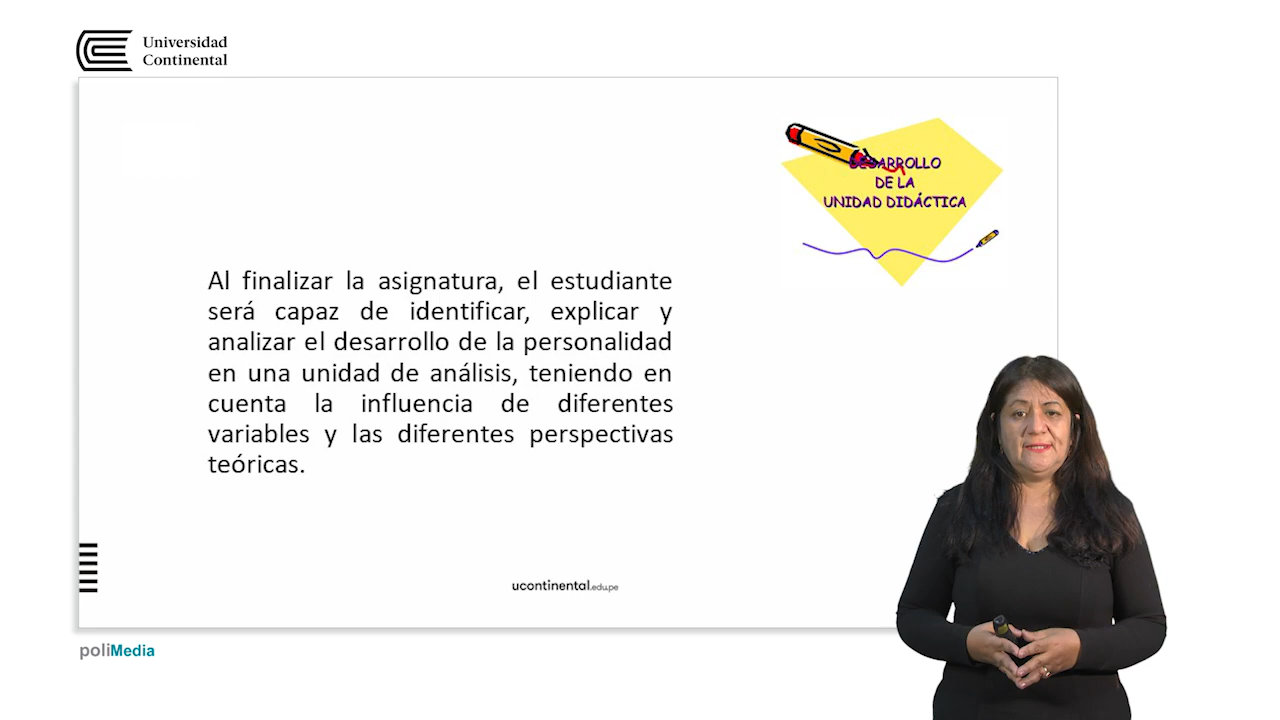 Universidad
Continental
DESARROLLO
DE LA
UNIDAD DIDÁCTICA
Al finalizar la asignatura, el estudiante
será capaz de identificar, explicar y
analizar el desarrollo de la personalidad
en una unidad de análisis, teniendo en
cuenta la influencia de diferentes
variables y las diferentes perspectivas
teóricas.
ucontinental.edu.pe
poliMedia